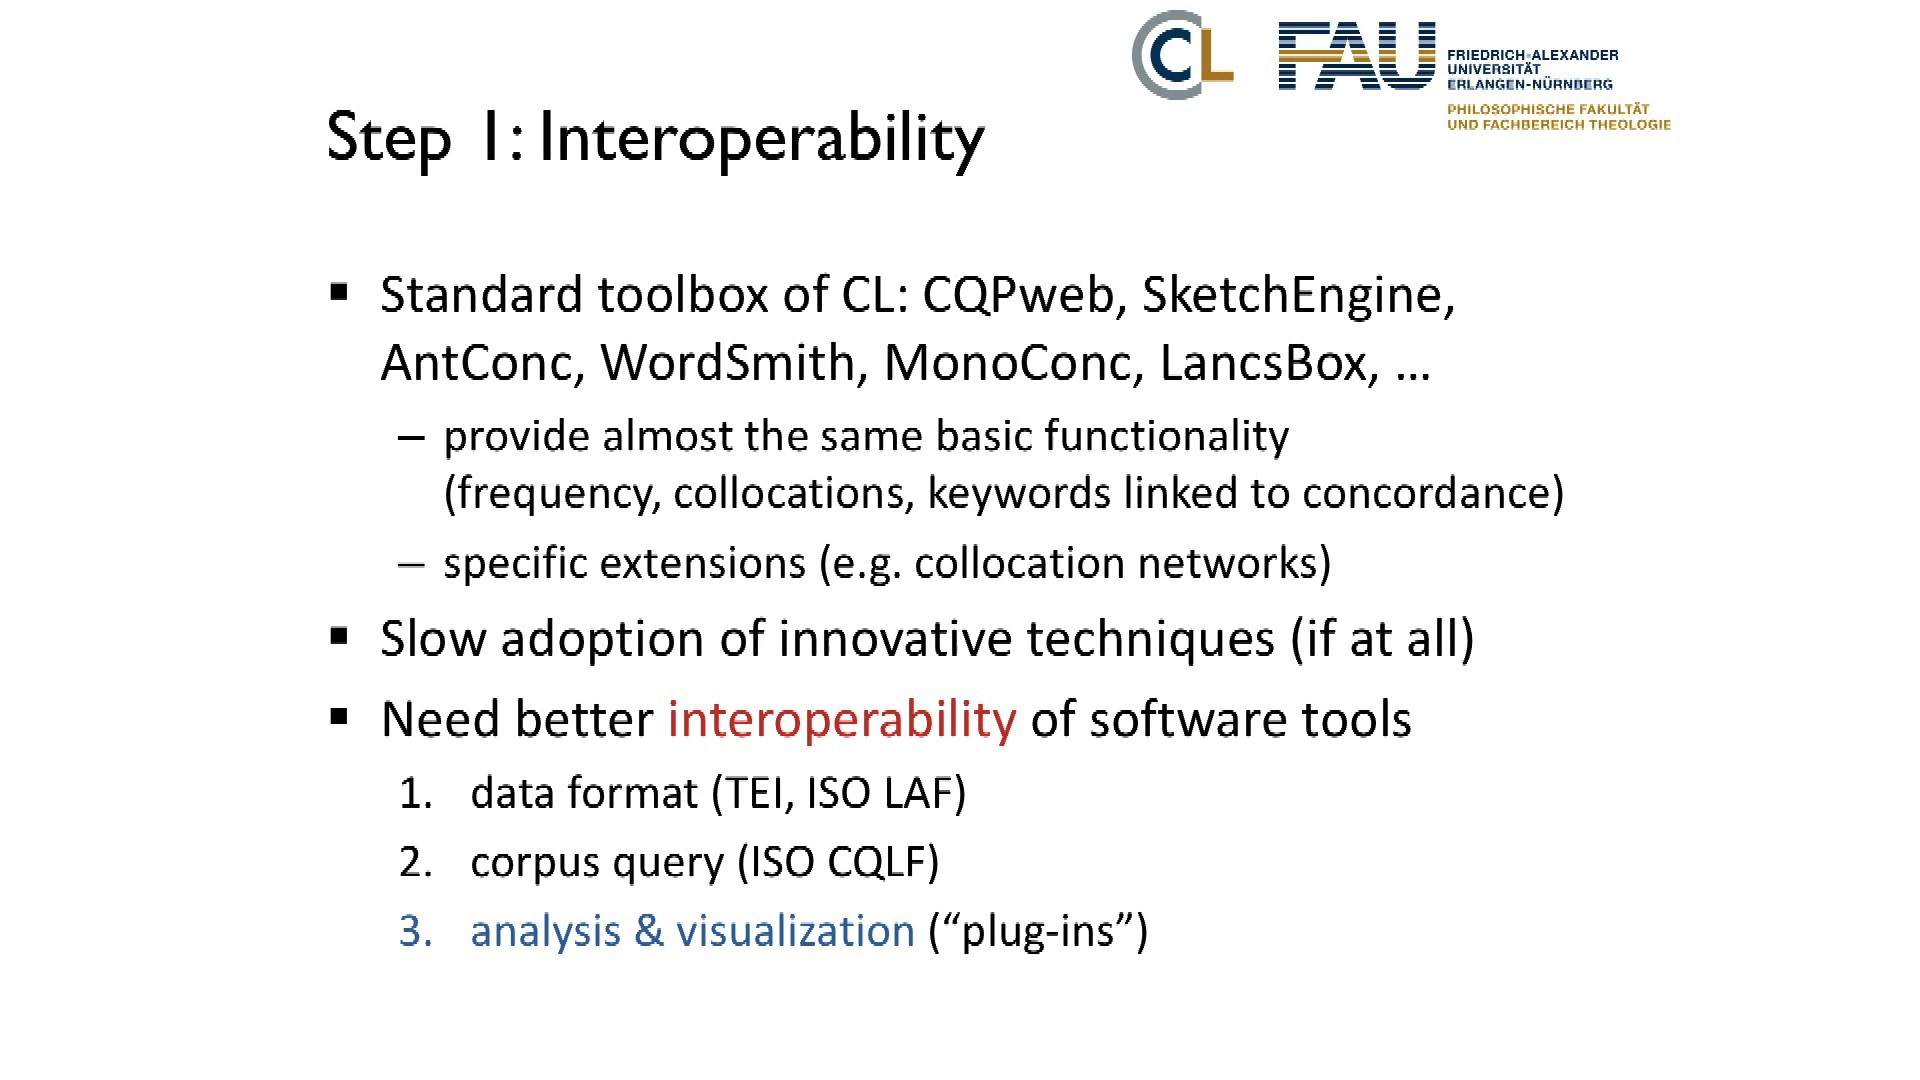 CL
FAU
FRIEDRICH-ALEXANDER
UNIVERSITÄT
ERLANGEN-NÜRNBERG
PHILOSOPHISCHE FAKULTÄT
UND FACHBEREICH THEOLOGIE
Step 1: Interoperability
▪ Standard toolbox of CL: CQPweb, SketchEngine,
AntConc, WordSmith, MonoConc, LancsBox, ...
– provide almost the same basic functionality
(frequency, collocations, keywords linked to concordance)
– specific extensions (e.g. collocation networks)
▪ Slow adoption of innovative techniques (if at all)
▪ Need better interoperability of software tools
1. data format (TEI, ISO LAF)
2. corpus query (ISO CQLF)
3. analysis & visualization (“plug-ins”)